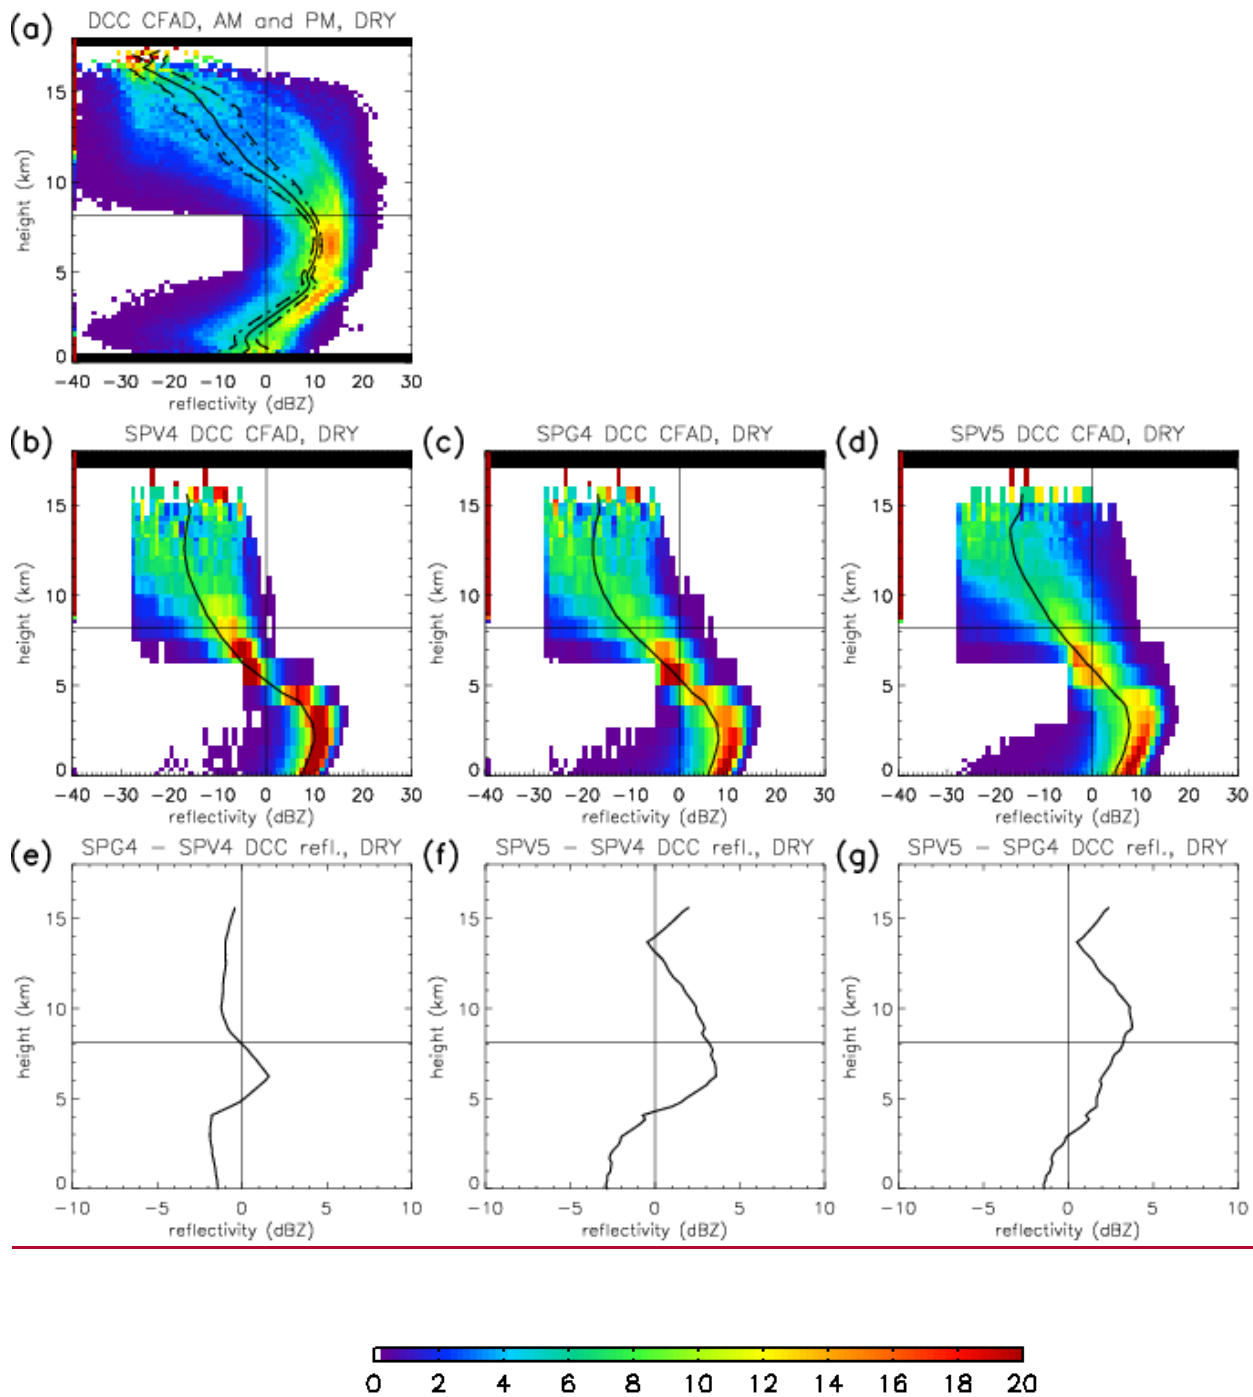 (a) DCC CFAD, AM and PM, DRY
height (km)
15
10
5
0
-40 -30 -20 -10 0 10 20 30
reflectivity (dBZ)
(b) SPV4 DCC CFAD, DRY
height (km)
15
10
5
0
-40 -30 -20 -10 0 10 20 30
reflectivity (dBZ)
(c) SPG4 DCC CFAD, DRY
height (km)
15
10
5
0
-40 -30 -20 -10 0 10 20 30
reflectivity (dBZ)
(d) SPV5 DCC CFAD, DRY
height (km)
15
10
5
0
-40 -30 -20 -10 0 10 20 30
reflectivity (dBZ)
(e) SPG4 - SPV4 DCC refl., DRY
height (km)
15
10
5
0
-10 -5 0 5 10
reflectivity (dBZ)
(f) SPV5 - SPV4 DCC refl., DRY
height (km)
15
10
5
0
-10 -5 0 5 10
reflectivity (dBZ)
(g) SPV5 - SPG4 DCC refl., DRY
height (km)
15
10
5
0
-10 -5 0 5 10
reflectivity (dBZ)
0 2 4 6 8 10 12 14 16 18 20